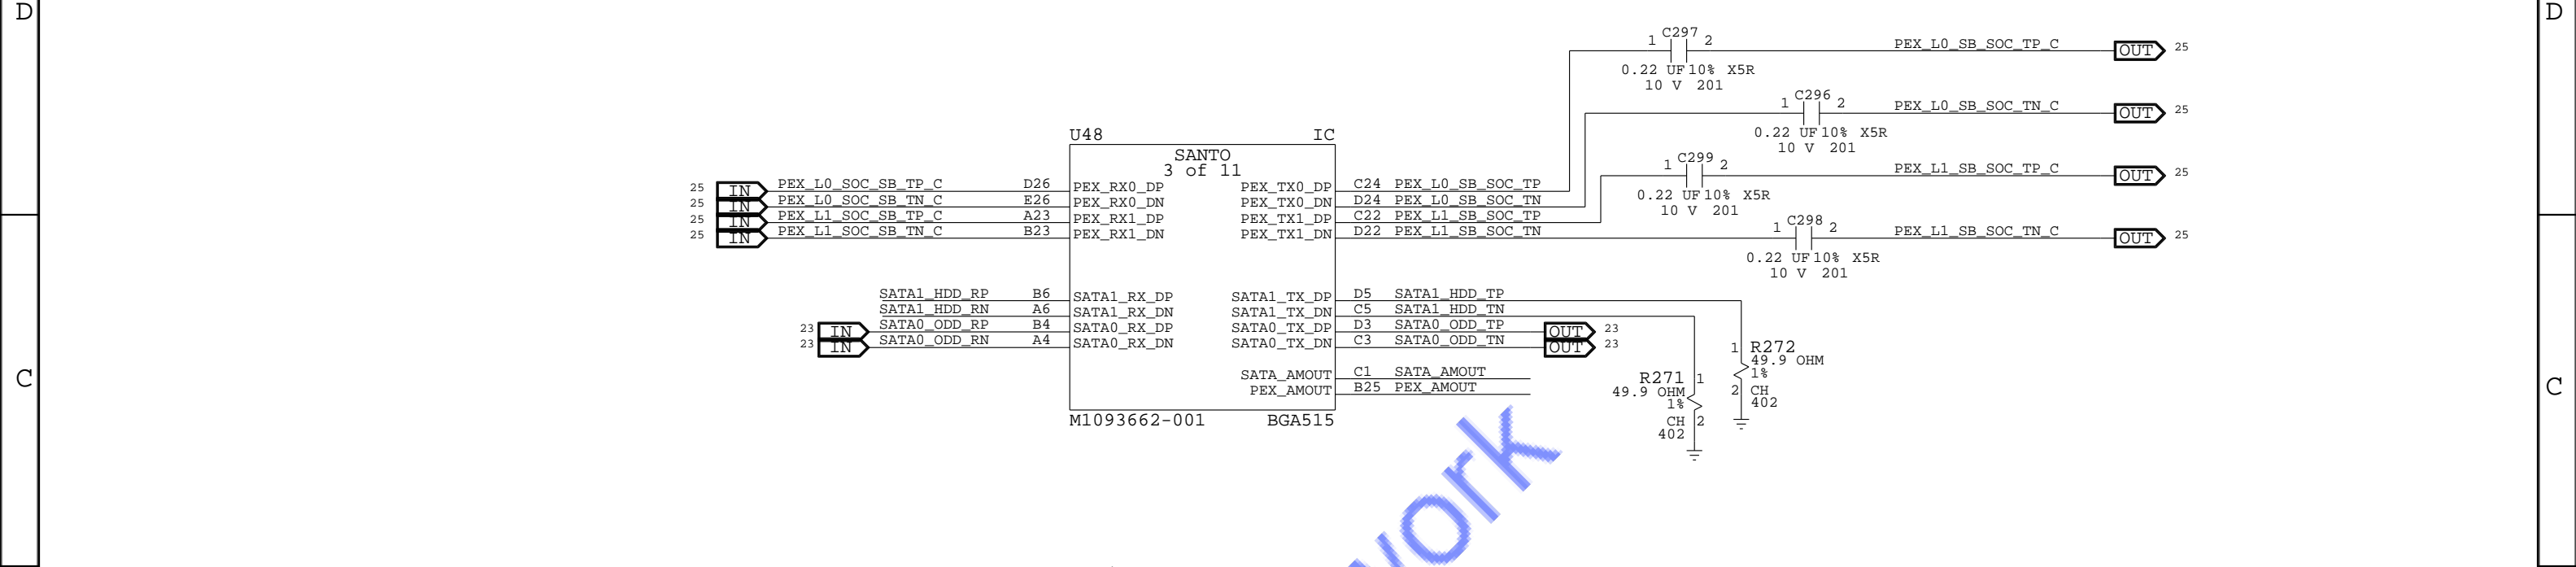 D D
C297
1 2 PEX_L0_SB_SOC_TP_C OUT 25
0.22 UF 10% X5R
10 V 201
C296
1 2 PEX_L0_SB_SOC_TN_C OUT 25
0.22 UF 10% X5R
10 V 201
C299
1 2 PEX_L1_SB_SOC_TP_C OUT 25
0.22 UF 10% X5R
10 V 201
C298
1 2 PEX_L1_SB_SOC_TN_C OUT 25
0.22 UF 10% X5R
10 V 201
U48 IC
SANTO
3 of 11
25 IN PEX_L0_SOC_SB_TP_C D26 PEX_RX0_DP PEX_TX0_DP C24 PEX_L0_SB_SOC_TP
25 IN PEX_L0_SOC_SB_TN_C E26 PEX_RX0_DN PEX_TX0_DN D24 PEX_L0_SB_SOC_TN
25 IN PEX_L1_SOC_SB_TP_C A23 PEX_RX1_DP PEX_TX1_DP C22 PEX_L1_SB_SOC_TP
25 IN PEX_L1_SOC_SB_TN_C B23 PEX_RX1_DN PEX_TX1_DN D22 PEX_L1_SB_SOC_TN
SATA1_HDD_RP B6 SATA1_RX_DP SATA1_TX_DP D5 SATA1_HDD_TP
SATA1_HDD_RN A6 SATA1_RX_DN SATA1_TX_DN C5 SATA1_HDD_TN
23 IN SATA0_ODD_RP B4 SATA0_RX_DP SATA0_TX_DP D3 SATA0_ODD_TP OUT 23
23 IN SATA0_ODD_RN A4 SATA0_RX_DN SATA0_TX_DN C3 SATA0_ODD_TN OUT 23
SATA_AMOUT C1 SATA_AMOUT
PEX_AMOUT B25 PEX_AMOUT
M1093662-001 BGA515
1 R272
49.9 OHM
1%
2 CH
402
R271 1
49.9 OHM
1%
CH 2
402
C C
work